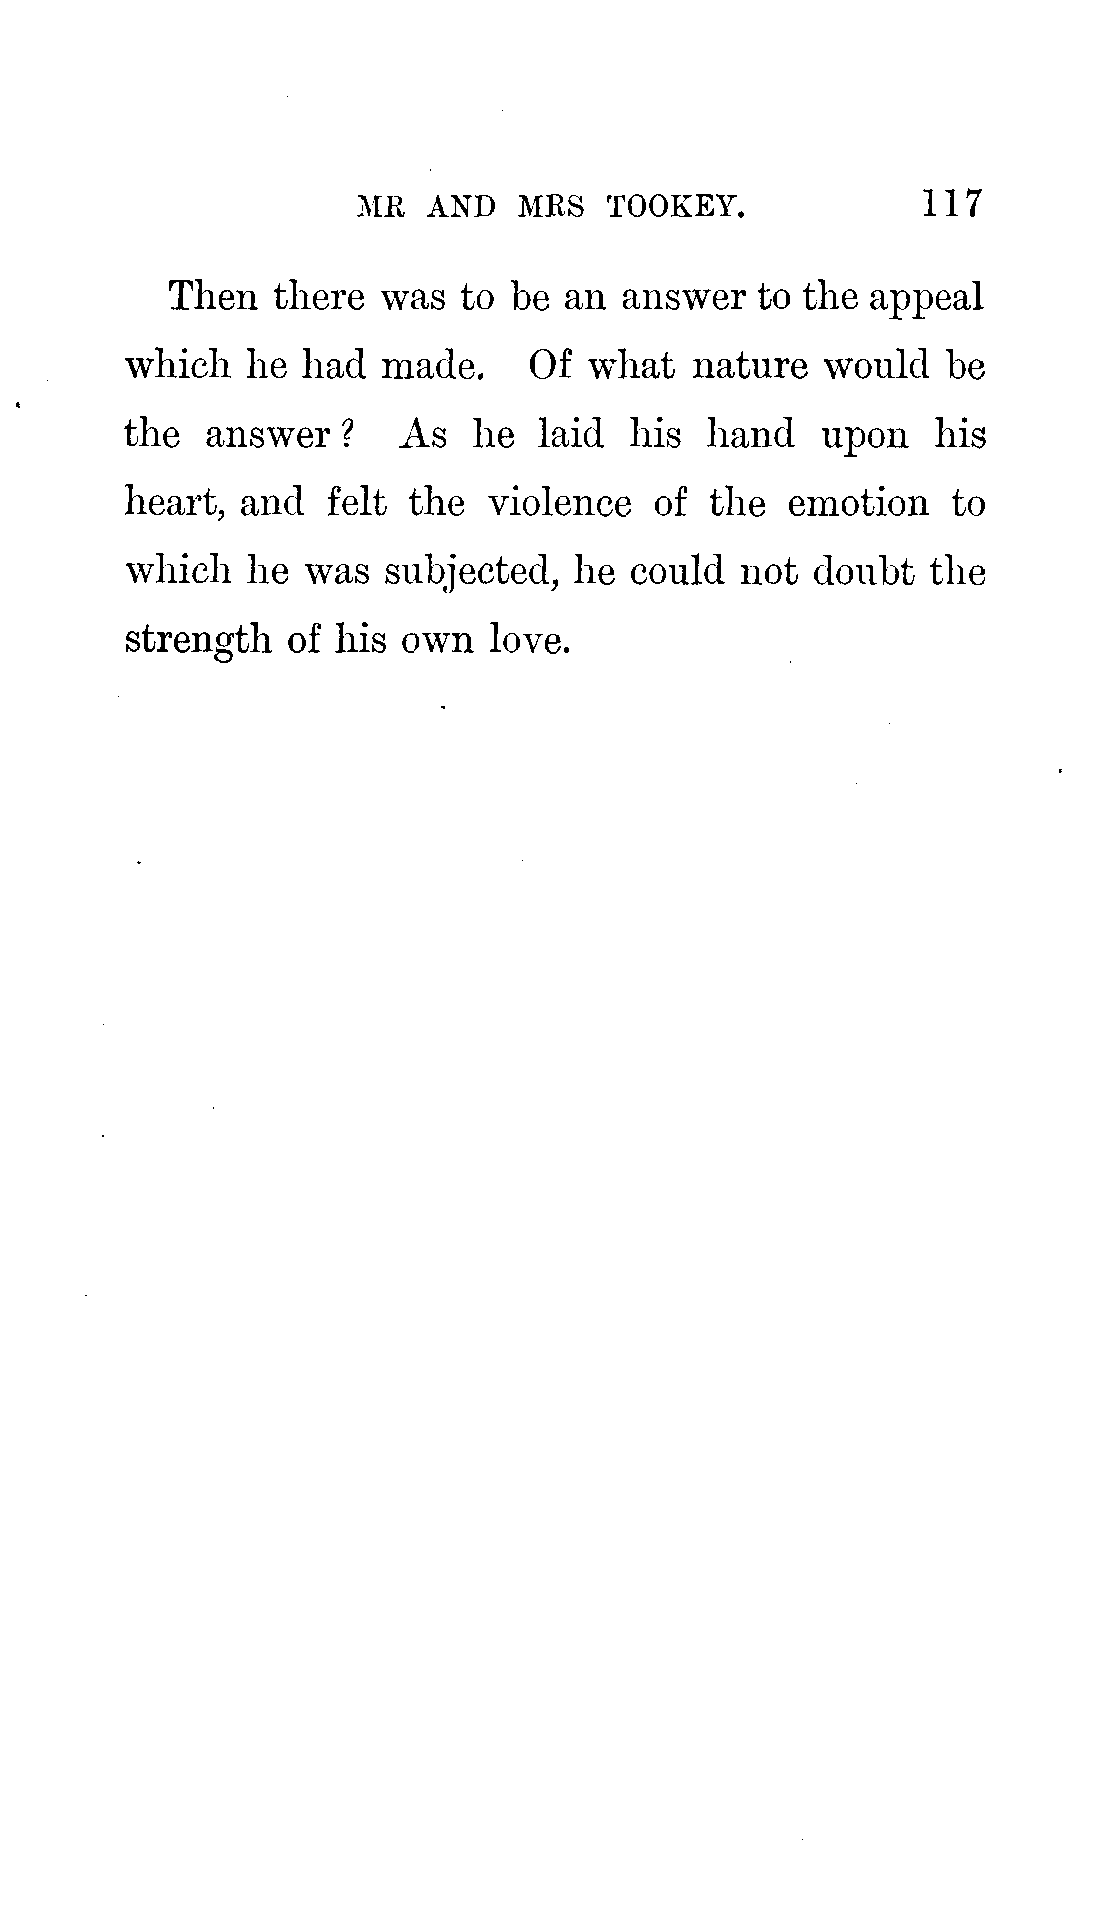 MR AND MRS TOOKEY. 117
Then there was to be an answer to the appeal
which he had made. Of what nature would be
the answer? As he laid his hand upon his
heart, and felt the violence of the emotion to
which he was subjected, he could not doubt the
strength of his own love.